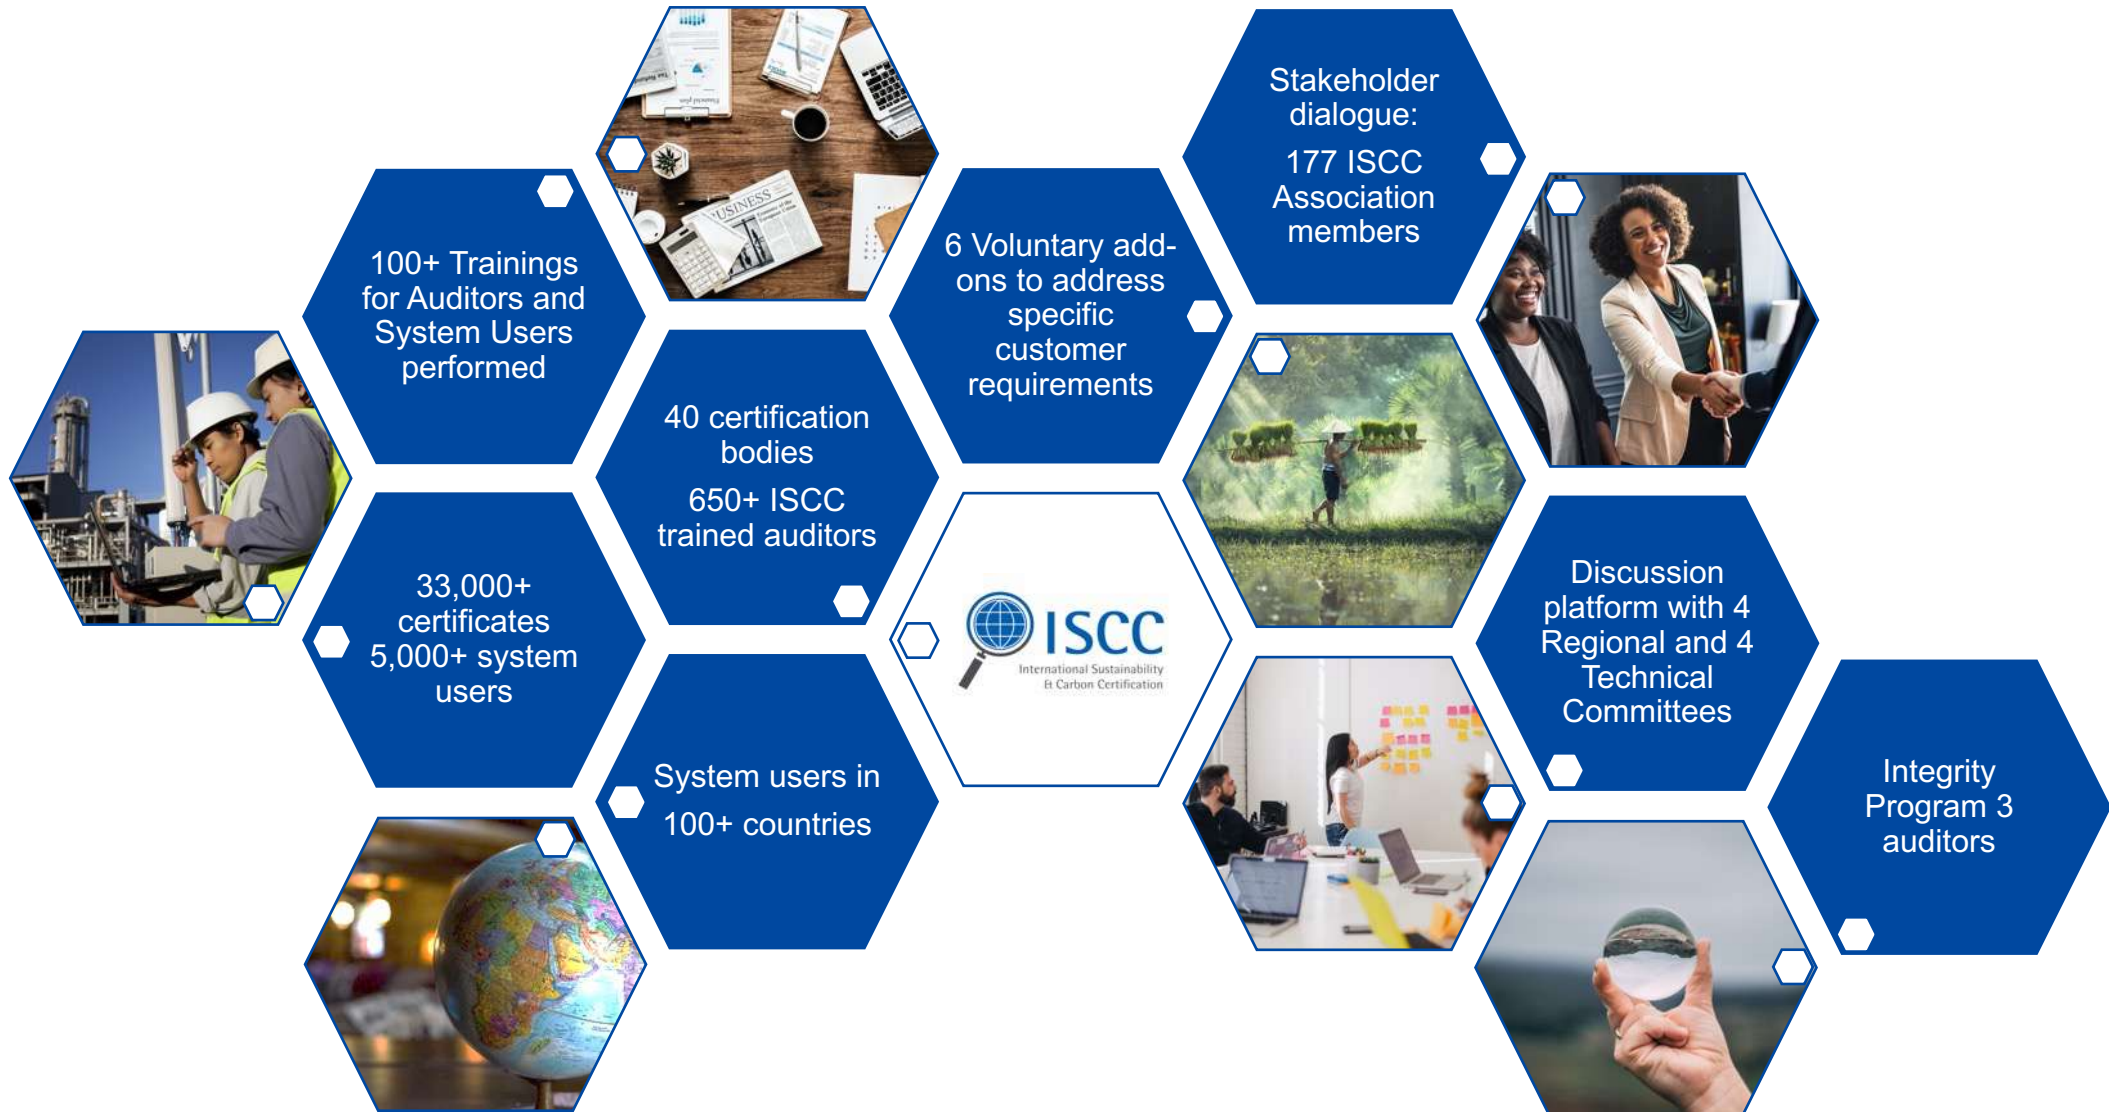 Financial plan
BUSINESS
Stakeholder
dialogue:
177 ISCC
Association
members
100+ Trainings
for Auditors and
System Users
performed
6 Voluntary add-
ons to address
specific
customer
requirements
40 certification
bodies
650+ ISCC
trained auditors
33,000+
certificates
5,000+ system
users
ISCC
International Sustainability
& Carbon Certification
Discussion
platform with 4
Regional and 4
Technical
Committees
System users in
100+ countries
Integrity
Program 3
auditors